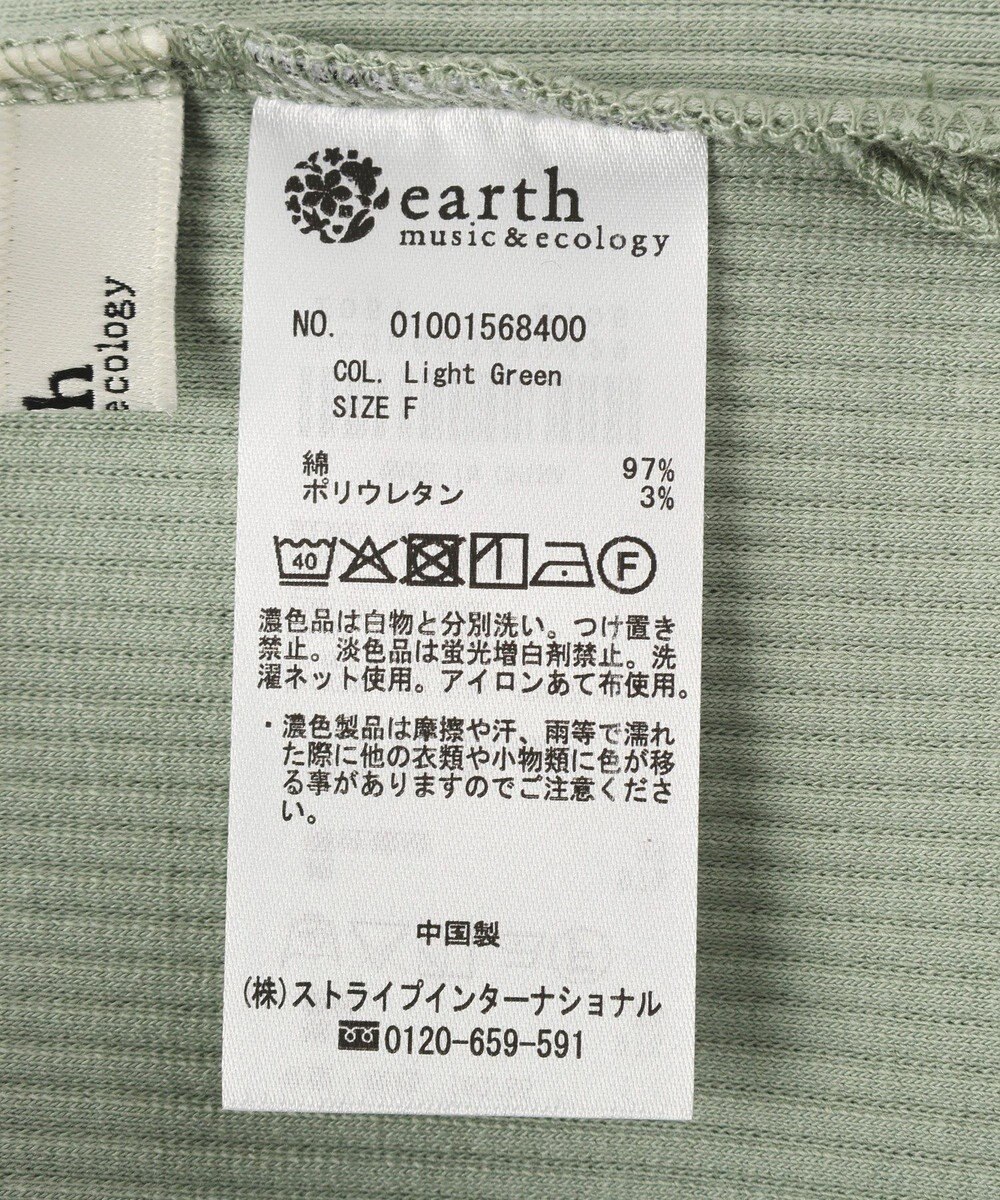 earth
music&ecology
NO. 01001568400
COL. Light Green
SIZE F
綿 97%
ポリウレタン 3%
40
F
濃色品は白物と分別洗い。つけ置き
禁止。淡色品は蛍光増白剤禁止。洗
濯ネット使用。アイロンあて布使用。
・濃色製品は摩擦や汗、雨等で濡れ
た際に他の衣類や小物類に色が移
る事がありますのでご注意くださ
い。
中国製
(株)ストライプインターナショナル
0120-659-591
h
ecology